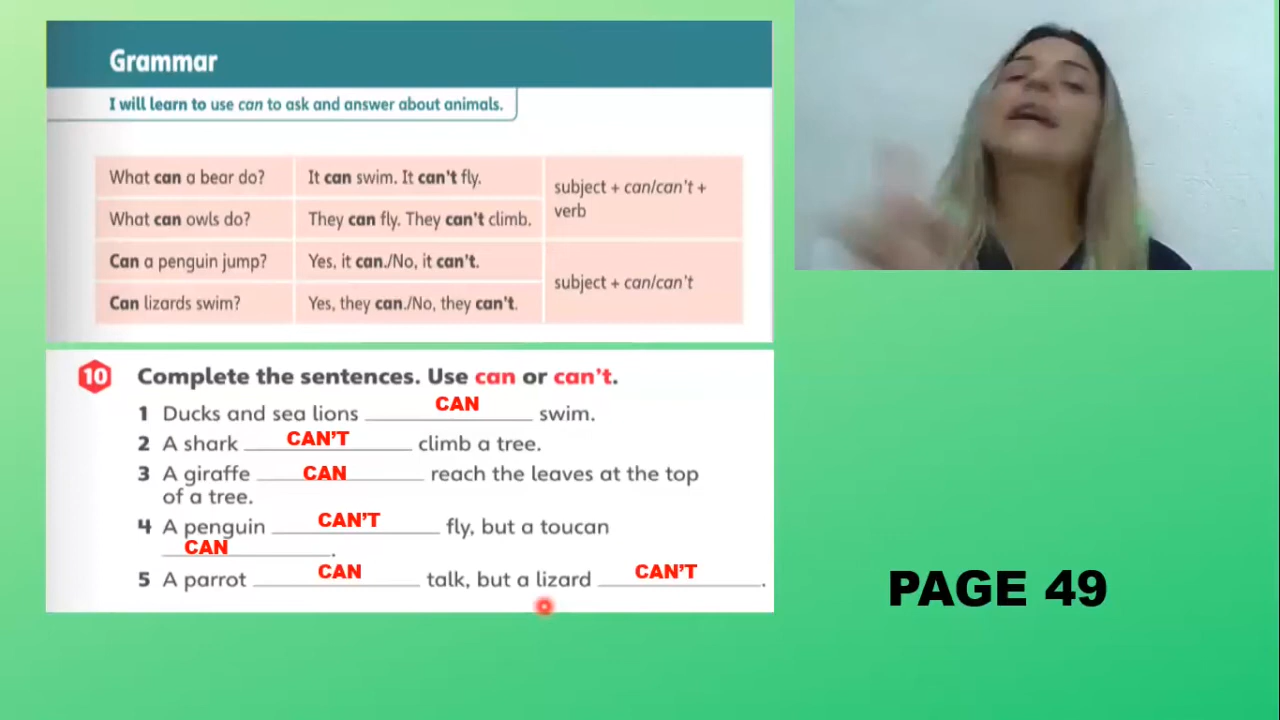 Grammar
I will learn to use can to ask and answer about animals.
What can a bear do? It can swim. It can't fly. subject + can/can't +
verb
What can owls do? They can fly. They can't climb.
Can a penguin jump? Yes, it can./No, it can't.
subject + can/can't
Can lizards swim? Yes, they can./No, they can't.
10 Complete the sentences. Use can or can't.
1 Ducks and sea lions CAN swim.
2 A shark CAN'T climb a tree.
3 A giraffe CAN reach the leaves at the top
of a tree.
4 A penguin CAN'T fly, but a toucan
CAN.
5 A parrot CAN talk, but a lizard CAN'T.
PAGE 49